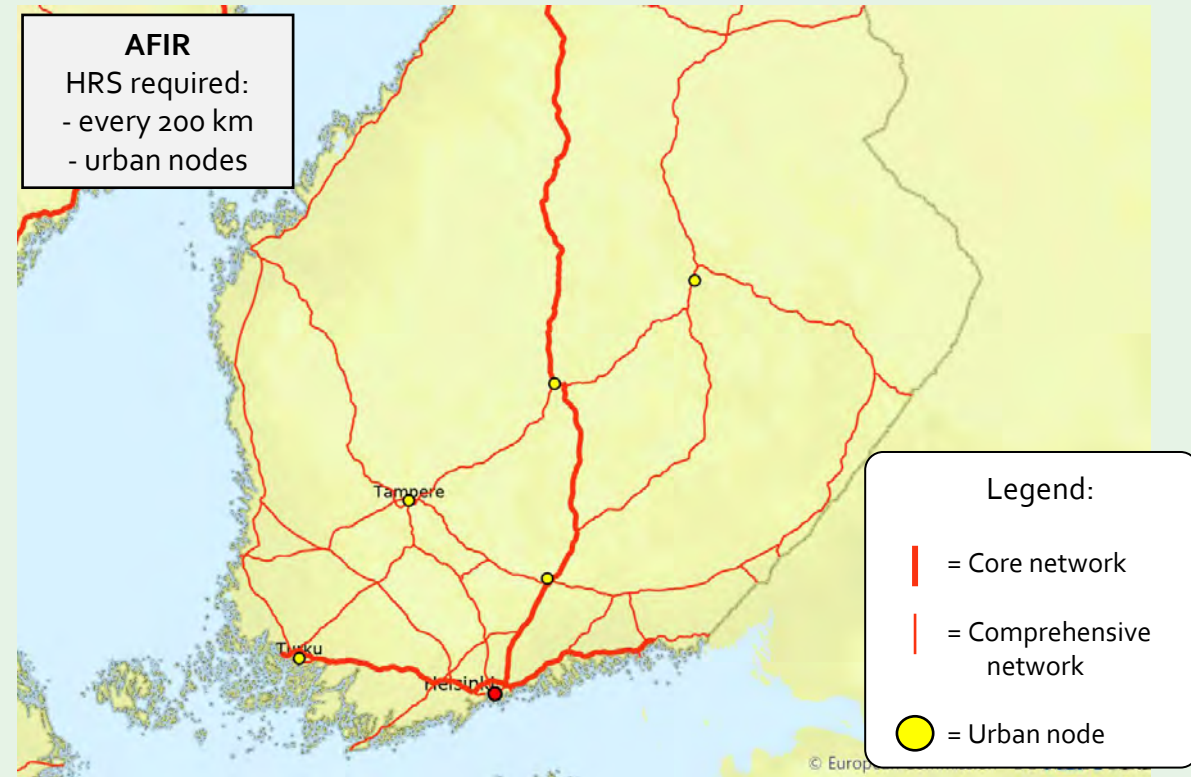 AFIR
HRS required:
- every 200 km
- urban nodes
Tampere
Turku
Helsinki
Legend:
= Core network
= Comprehensive
network
= Urban node
© European Commission